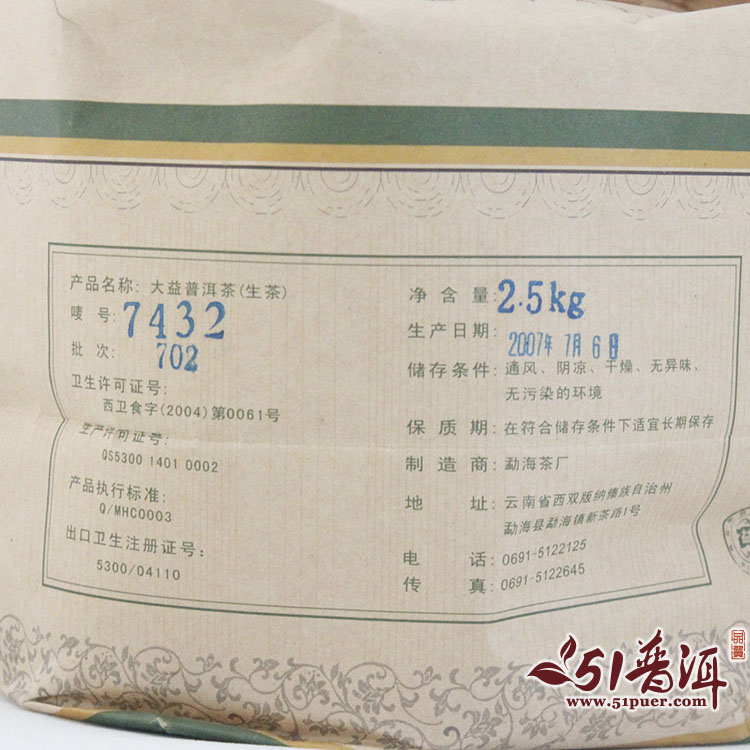 产品名称: 大益普洱茶(生茶)
唛 号: 7432
批 次: 702
卫生许可证号:
西卫食字(2004)第0061号
生产许可证号:
QS5300 1401 0002
产品执行标准:
Q/MHC0003
出口卫生注册证号:
5300/04110
净 含 量: 2.5kg
生产日期: 2007年 7月 6日
储存条件: 通风、阴凉、干燥、无异味、
无污染的环境
保 质 期: 在符合储存条件下适宜长期保存
制 造 商: 勐海茶厂
地 址: 云南省西双版纳傣族自治州
勐海县勐海镇新茶路1号
电 话: 0691-5122125
传 真: 0691-5122645
51普洱
www.51puer.com